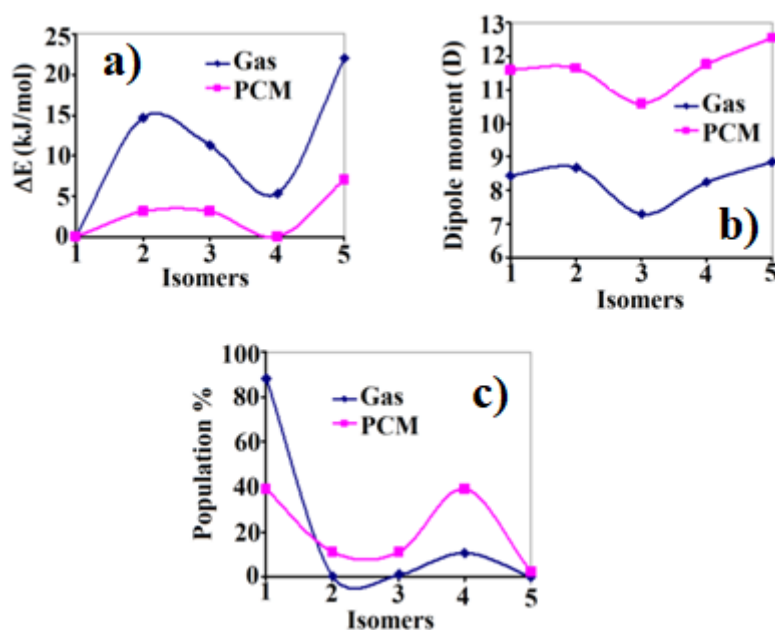 a)
Gas
PCM
ΔE (kJ/mol)
25
20
15
10
5
0
1 2 3 4 5
Isomers
b)
Gas
PCM
Dipole moment (D)
13
12
11
10
9
8
7
6
1 2 3 4 5
Isomers
c)
Gas
PCM
Population %
100
80
60
40
20
0
1 2 3 4 5
Isomers